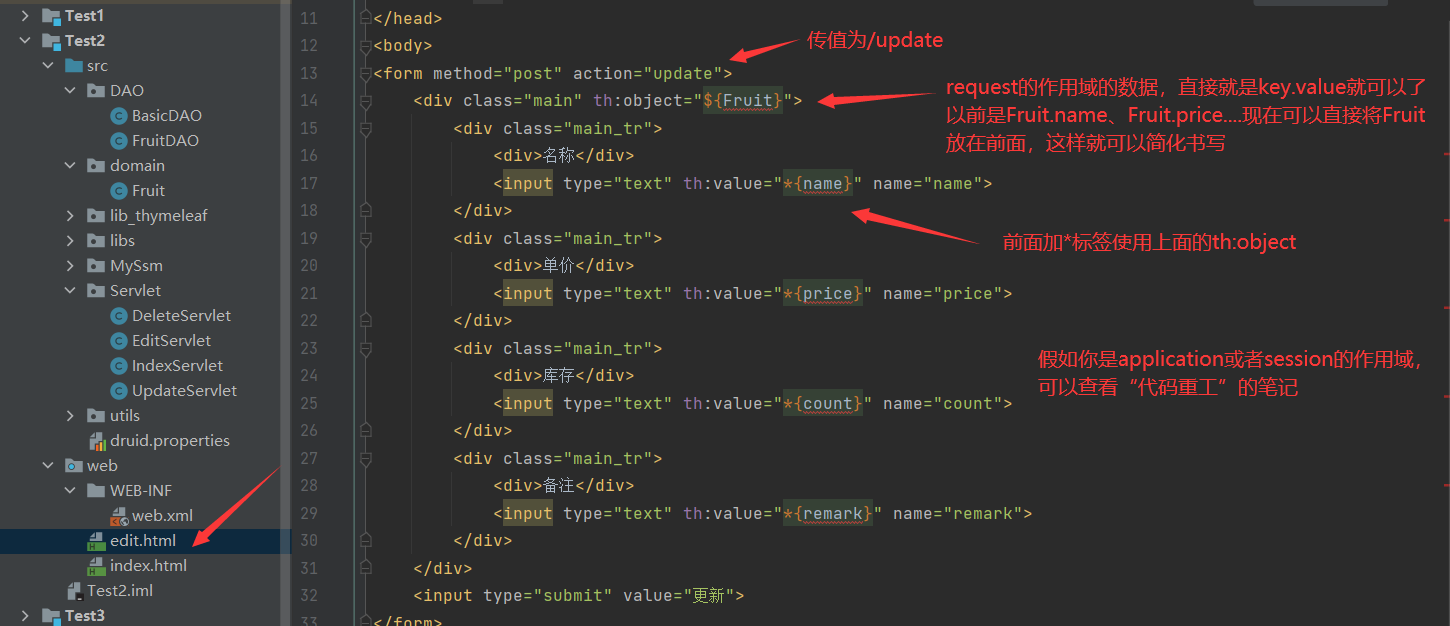 Test1
Test2
src
DAO
BasicDAO
FruitDAO
domain
Fruit
lib_thymeleaf
libs
MySsm
Servlet
DeleteServlet
EditServlet
IndexServlet
UpdateServlet
utils
druid.properties
web
WEB-INF
web.xml
edit.html
index.html
Test2.iml
Test3
11 </head>
12 <body>
13 <form method="post" action="update">
14 <div class="main" th:object="${Fruit}">
15 <div class="main_tr">
16 <div>名称</div>
17 <input type="text" th:value="*{name}" name="name">
18 </div>
19 <div class="main_tr">
20 <div>单价</div>
21 <input type="text" th:value="*{price}" name="price">
22 </div>
23 <div class="main_tr">
24 <div>库存</div>
25 <input type="text" th:value="*{count}" name="count">
26 </div>
27 <div class="main_tr">
28 <div>备注</div>
29 <input type="text" th:value="*{remark}" name="remark">
30 </div>
31 </div>
32 <input type="submit" value="更新">
33 </form>
传值为/update
request的作用域的数据，直接就是key.value就可以了
以前是Fruit.name、Fruit.price....现在可以直接将Fruit
放在前面，这样就可以简化书写
前面加*标签使用上面的th:object
假如你是application或者session的作用域，
可以查看“代码重工”的笔记